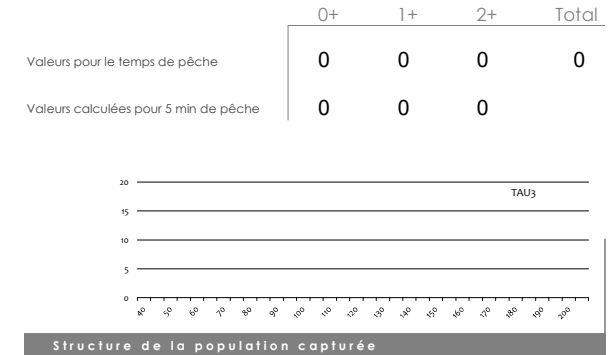 0+ 1+ 2+ Total
Valeurs pour le temps de pêche 0 0 0 0
Valeurs calculées pour 5 min de pêche 0 0 0
20
TAU3
15
10
5
0
40 50 60 70 80 90 100 110 120 130 140 150 160 170 180 190 200
Structure de la population capturée